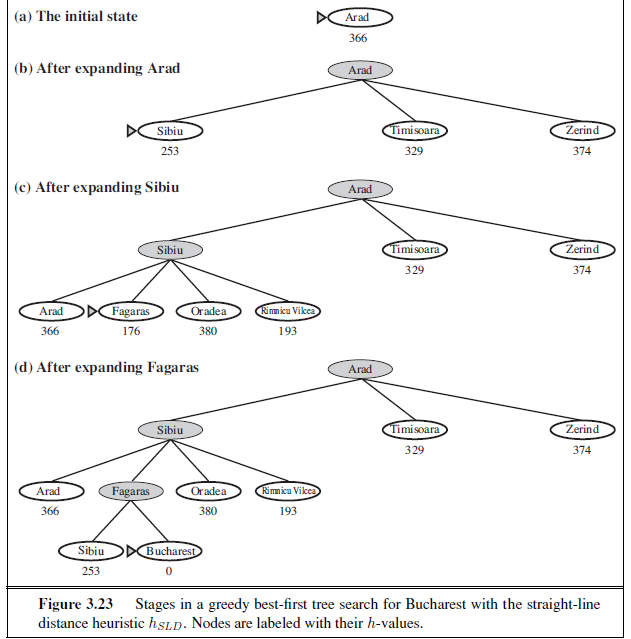 (a) The initial state
Arad
366
(b) After expanding Arad
Arad
Sibiu
Timisoara
Zerind
253
329
374
(c) After expanding Sibiu
Arad
Sibiu
Timisoara
Zerind
329
374
Arad
Fagaras
Oradea
Rimnicu Vilcea
366
176
380
193
(d) After expanding Fagaras
Arad
Sibiu
Timisoara
Zerind
329
374
Arad
Fagaras
Oradea
Rimnicu Vilcea
366
380
193
Sibiu
Bucharest
253
0
Figure 3.23 Stages in a greedy best-first tree search for Bucharest with the straight-line
distance heuristic hSLD. Nodes are labeled with their h-values.